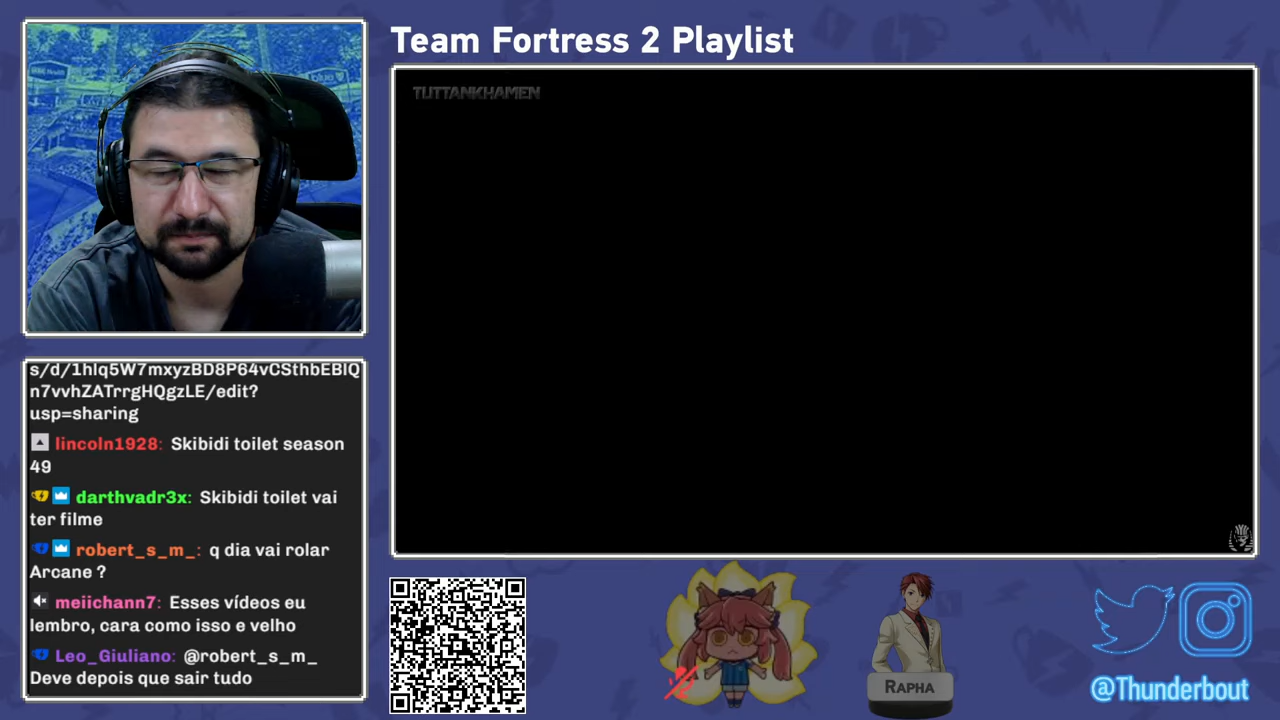 Team Fortress 2 Playlist
TUTTANKHAMEN
s/d/1hlq5W7mxyzBD8P64vCSthbEBlQ
n7vvhZATrrgHQgzLE/edit?
usp=sharing
lincoln1928: Skibidi toilet season
49
darthvadr3x: Skibidi toilet vai
ter filme
robert_s_m_: q dia vai rolar
Arcane ?
meiichann7: Esses vídeos eu
lembro, cara como isso e velho
Leo_Giuliano: @robert_s_m_
Deve depois que sair tudo
RAPHA
@Thunderbout